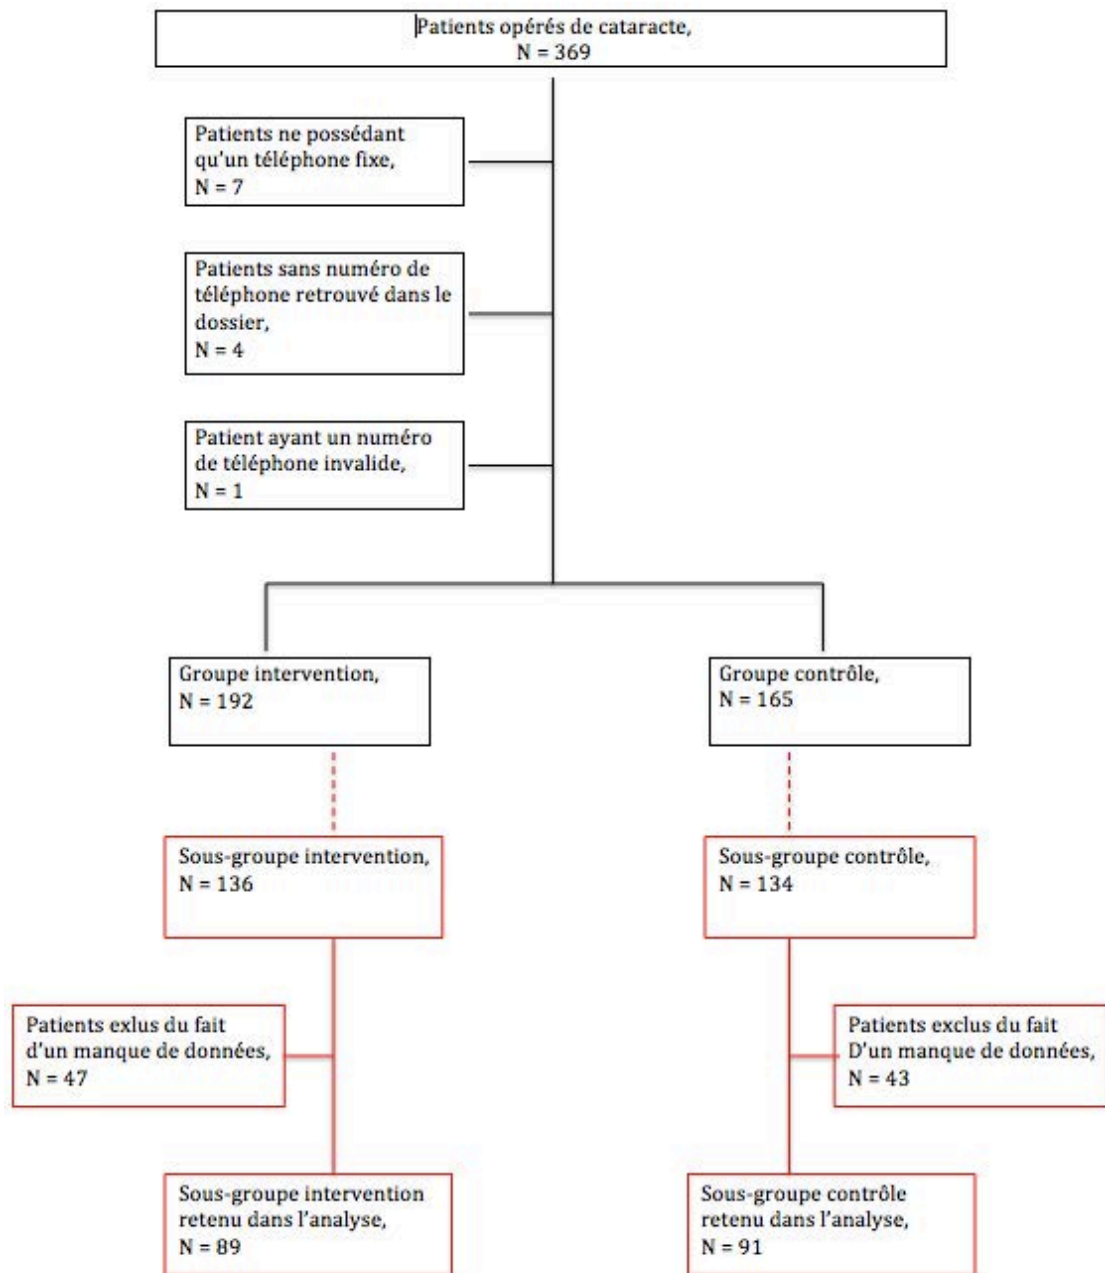 Patients opérés de cataracte,
N = 369
Patients ne possédant
qu'un téléphone fixe,
N = 7
Patients sans numéro de
téléphone retrouvé dans le
dossier,
N = 4
Patient ayant un numéro
de téléphone invalide,
N = 1
Groupe intervention,
N = 192
Groupe contrôle,
N = 165
Sous-groupe intervention,
N = 136
Sous-groupe contrôle,
N = 134
Patients exlus du fait
d'un manque de données,
N = 47
Patients exclus du fait
D'un manque de données,
N = 43
Sous-groupe intervention
retenu dans l'analyse,
N = 89
Sous-groupe contrôle
retenu dans l'analyse,
N = 91